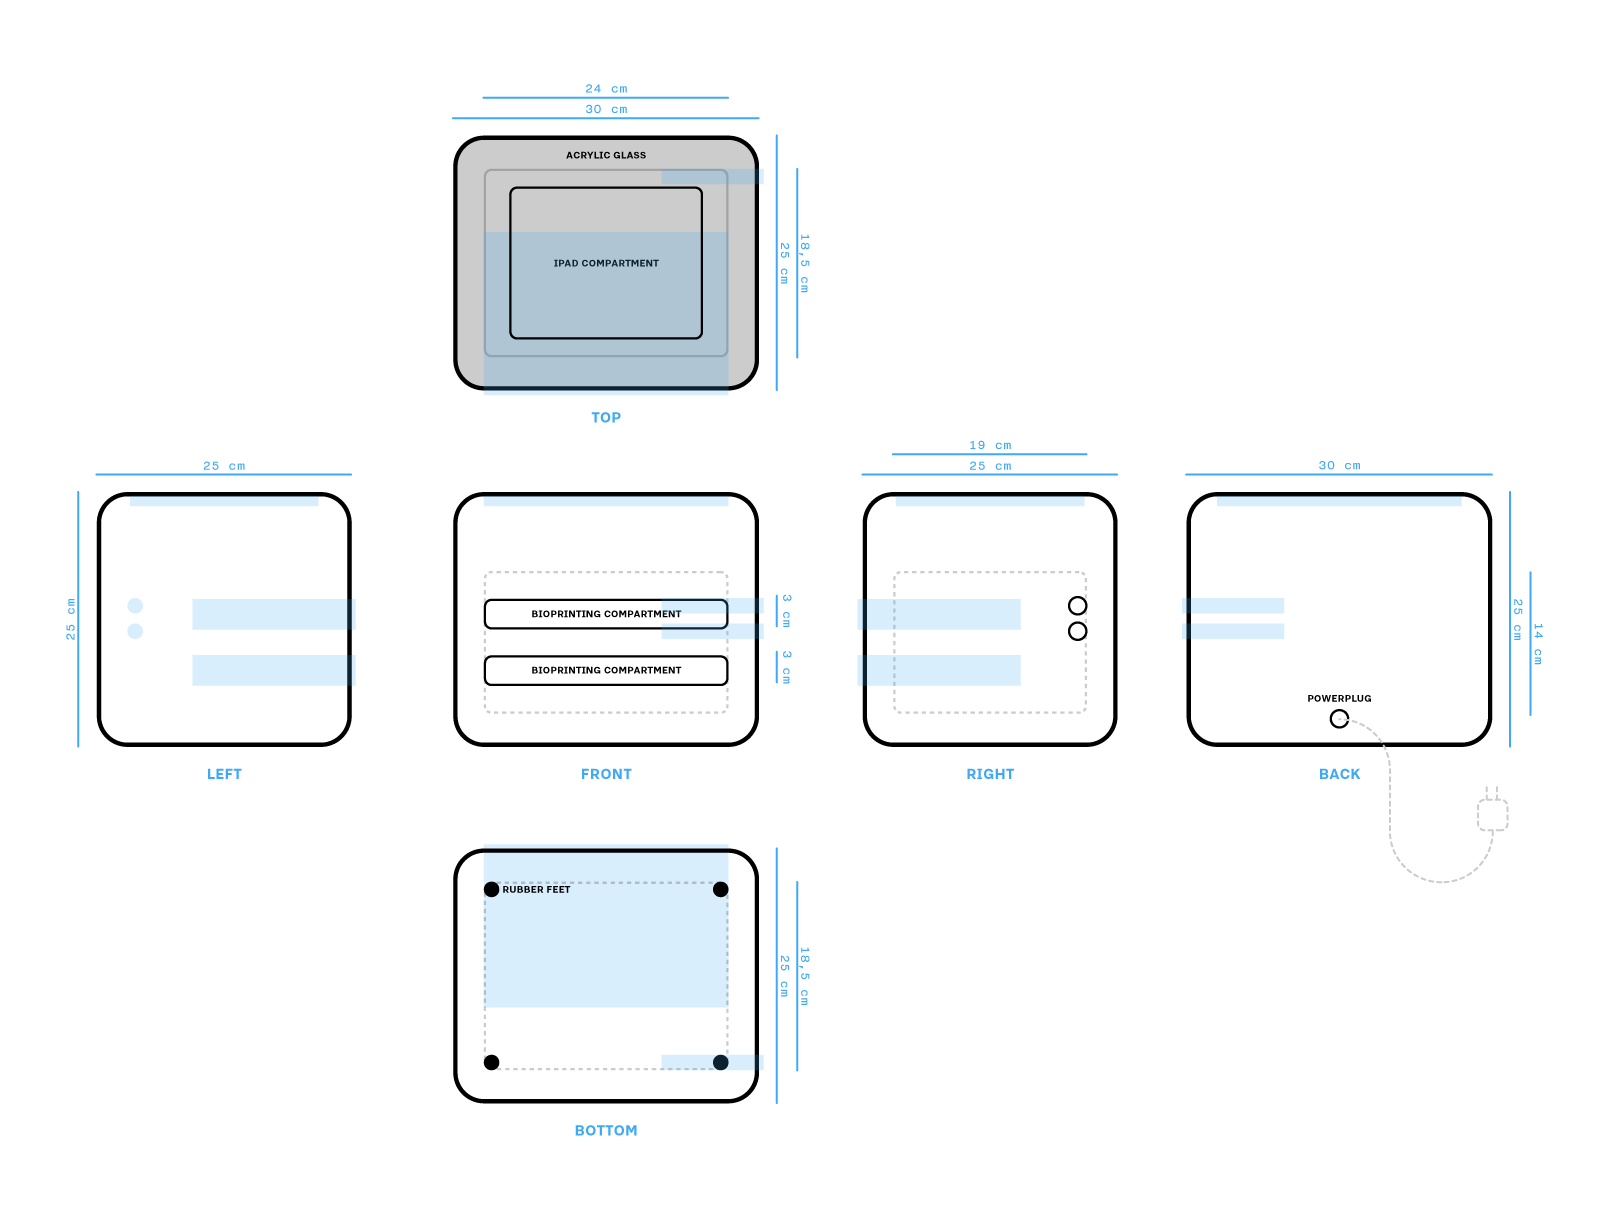 24 cm
30 cm
ACRYLIC GLASS
IPAD COMPARTMENT
25 cm
18,5 cm
TOP
25 cm
25 cm
LEFT
BIOPRINTING COMPARTMENT
3 cm
BIOPRINTING COMPARTMENT
3 cm
FRONT
19 cm
25 cm
RIGHT
30 cm
25 cm
14 cm
POWERPLUG
BACK
RUBBER FEET
25 cm
18,5 cm
BOTTOM